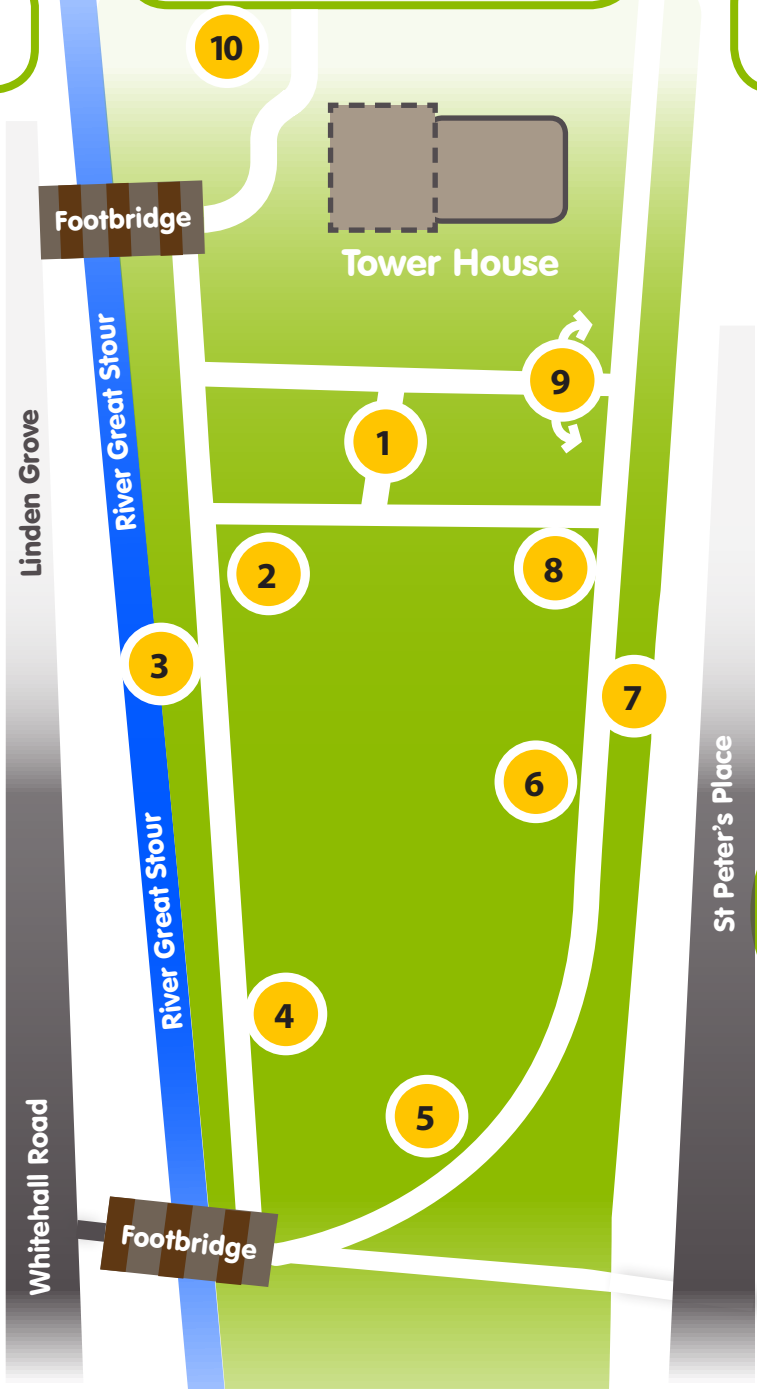 10
Footbridge
Tower House
River Great Stour
Linden Grove
9
1
2
8
3
7
6
St Peter's Place
River Great Stour
4
5
Whitehall Road
Footbridge